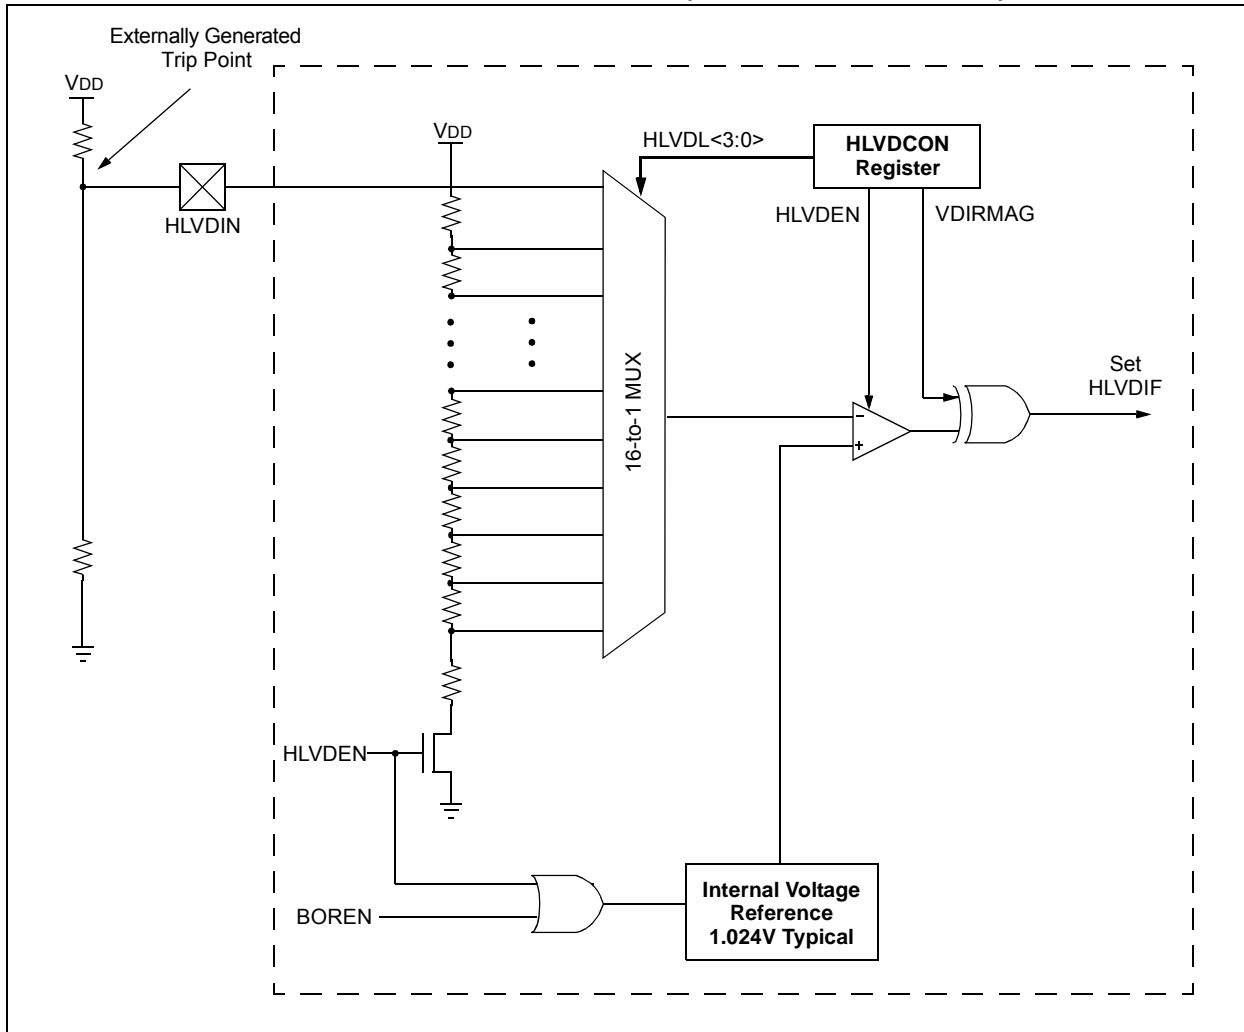 Externally Generated
Trip Point
VDD
VDD
HLVDL<3:0>
HLVDCON
Register
HLVDIN
HLVDEN
VDIRMAG
16-to-1 MUX
Set
HLVDIF
–
+
HLVDEN
BOREN
Internal Voltage
Reference
1.024V Typical